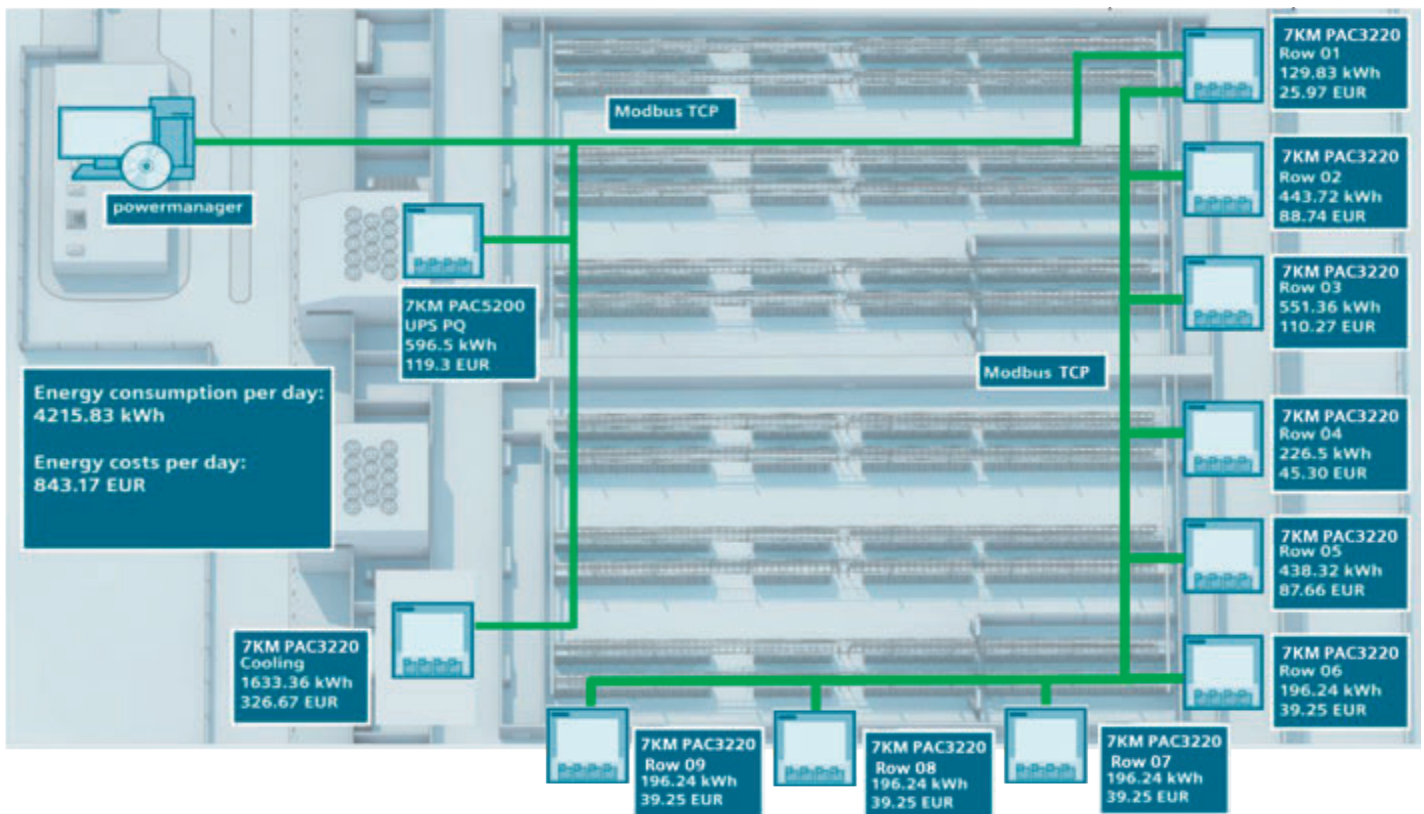 7KM PAC3220
Row 01
129.83 kWh
25.97 EUR
Modbus TCP
powermanager
7KM PAC3220
Row 02
443.72 kWh
88.74 EUR
7KM PAC5200
UPS PQ
596.5 kWh
119.3 EUR
7KM PAC3220
Row 03
551.36 kWh
110.27 EUR
Modbus TCP
Energy consumption per day:
4215.83 kWh
Energy costs per day:
843.17 EUR
7KM PAC3220
Row 04
226.5 kWh
45.30 EUR
7KM PAC3220
Row 05
438.32 kWh
87.66 EUR
7KM PAC3220
Cooling
1633.36 kWh
326.67 EUR
7KM PAC3220
Row 06
196.24 kWh
39.25 EUR
7KM PAC3220
Row 09
196.24 kWh
39.25 EUR
7KM PAC3220
Row 08
196.24 kWh
39.25 EUR
7KM PAC3220
Row 07
196.24 kWh
39.25 EUR